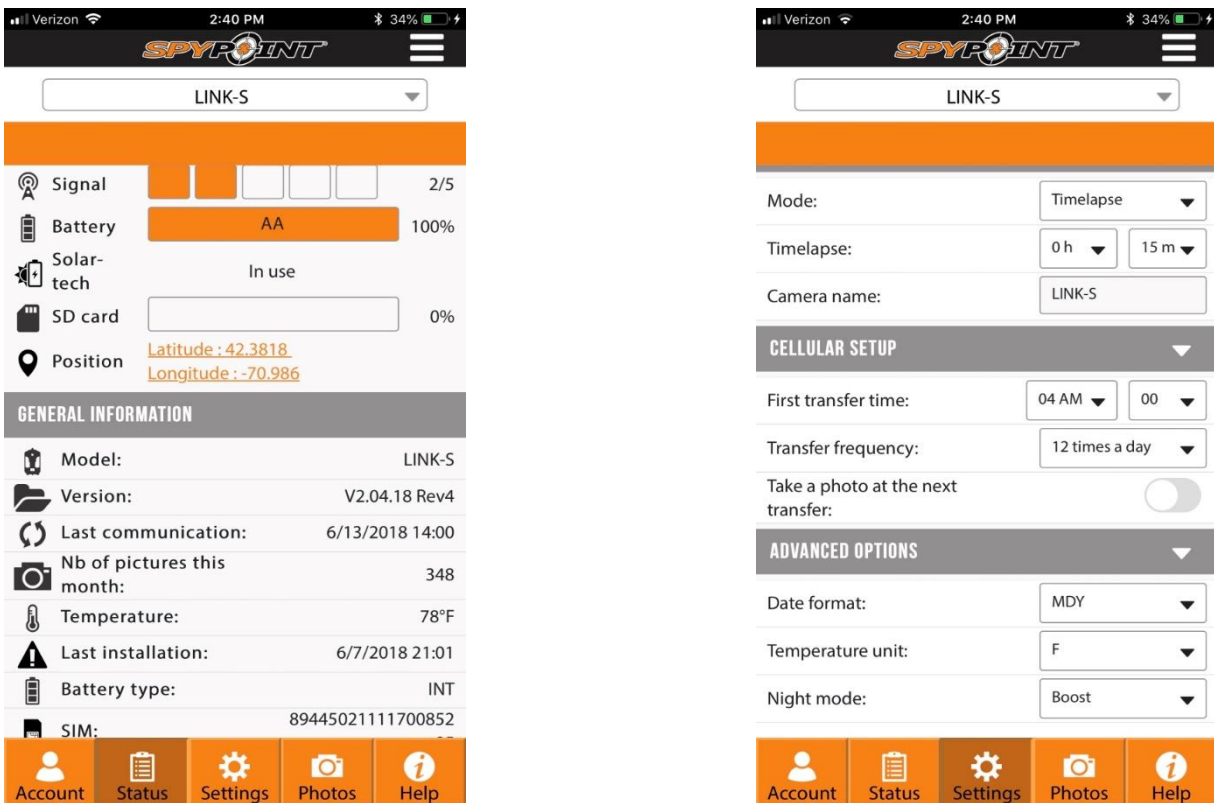 Verizon 2:40 PM 34%
SPYPOINT
LINK-S
Signal 2/5
Battery AA 100%
Solar-
tech In use
SD card 0%
Position Latitude : 42.3818
Longitude : -70.986
GENERAL INFORMATION
Model: LINK-S
Version: V2.04.18 Rev4
Last communication: 6/13/2018 14:00
Nb of pictures this
month: 348
Temperature: 78°F
Last installation: 6/7/2018 21:01
Battery type: INT
SIM: 89445021111700852
Account Status Settings Photos Help
Verizon 2:40 PM 34%
SPYPOINT
LINK-S
Mode: Timelapse
Timelapse: 0 h 15 m
Camera name: LINK-S
CELLULAR SETUP
First transfer time: 04 AM 00
Transfer frequency: 12 times a day
Take a photo at the next
transfer:
ADVANCED OPTIONS
Date format: MDY
Temperature unit: F
Night mode: Boost
Account Status Settings Photos Help